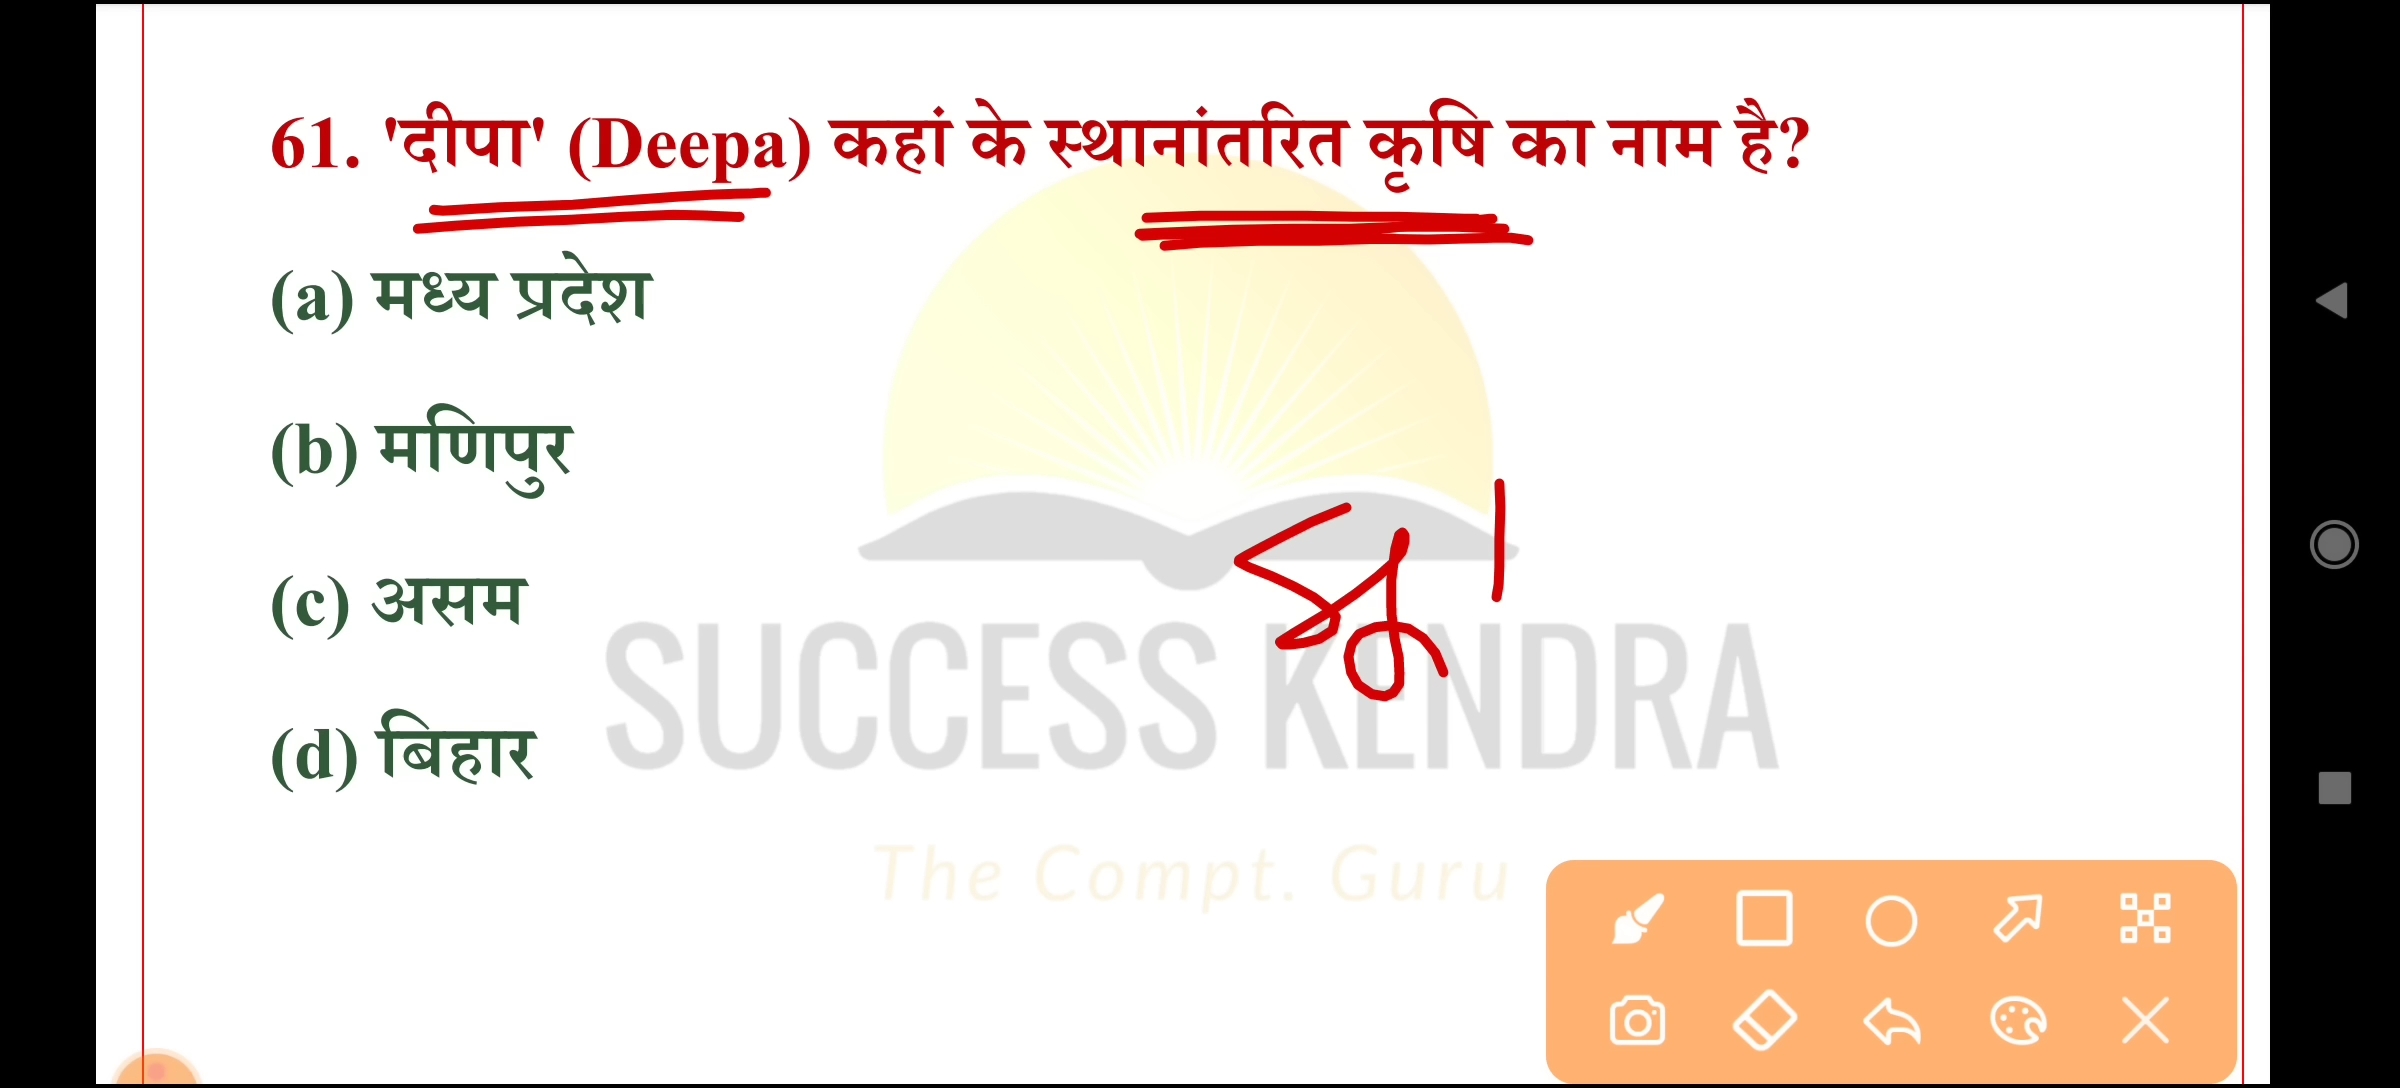 61. 'दीपा' (Deepa) कहां के स्थानांतरित कृषि का नाम है?
(a) मध्य प्रदेश
(b) मणिपुर
(c) असम
(d) बिहार
SUCCESS KENDRA
The Compt. Guru